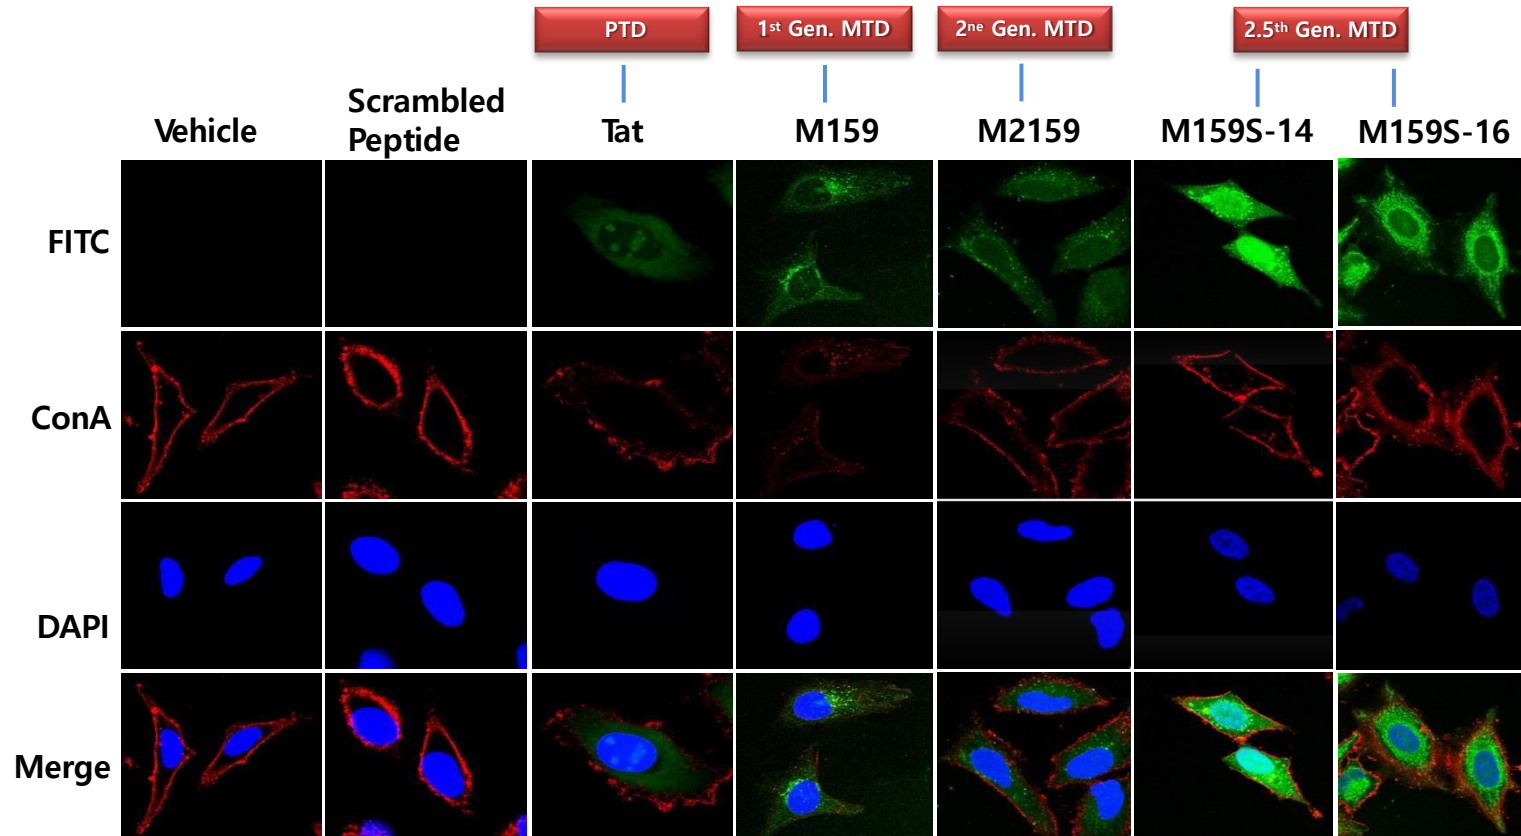 PTD
1st Gen. MTD
2ne Gen. MTD
2.5th Gen. MTD
Vehicle
Scrambled
Peptide
Tat
M159
M2159
M159S-14
M159S-16
FITC
ConA
DAPI
Merge